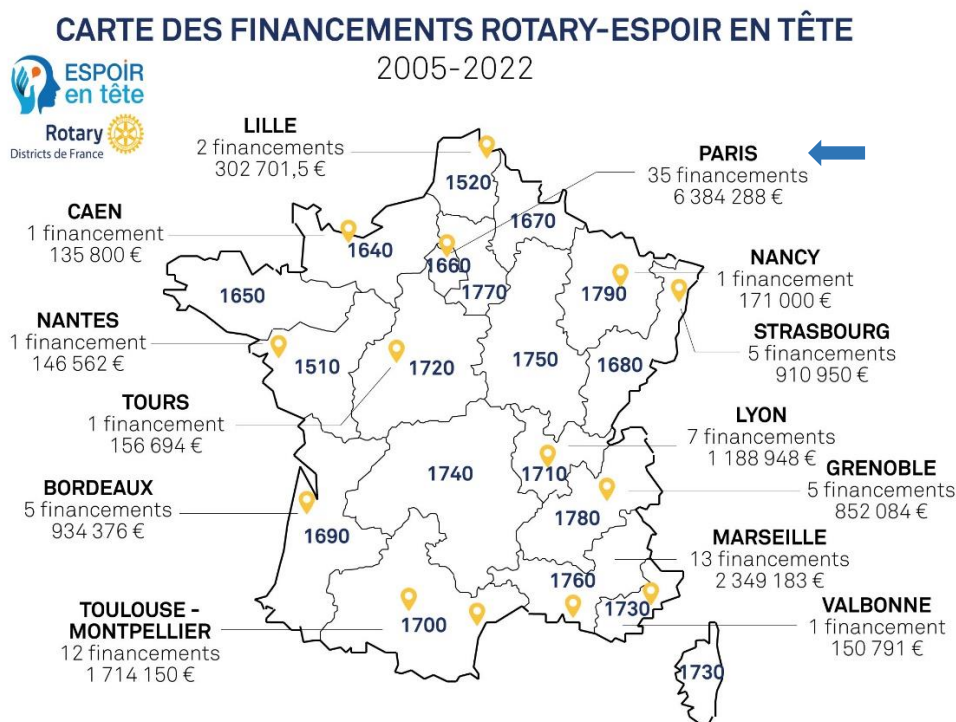 CARTE DES FINANCEMENTS ROTARY-ESPOIR EN TÊTE
2005-2022
ESPOIR
en tête
Rotary
Districts de France
LILLE
2 financements
302 701,5 €
PARIS
35 financements
6 384 288 €
CAEN
1 financement
135 800 €
NANCY
1 financement
171 000 €
NANTES
1 financement
146 562 €
STRASBOURG
5 financements
910 950 €
TOURS
1 financement
156 694 €
LYON
7 financements
1 188 948 €
BORDEAUX
5 financements
934 376 €
GRENOBLE
5 financements
852 084 €
MARSEILLE
13 financements
2 349 183 €
TOULOUSE -
MONTPELLIER
12 financements
1 714 150 €
VALBONNE
1 financement
150 791 €
1520
1670
1640
1660
1650
1770
1790
1510
1720
1750
1680
1740
1710
1780
1690
1760
1700
1730
1730